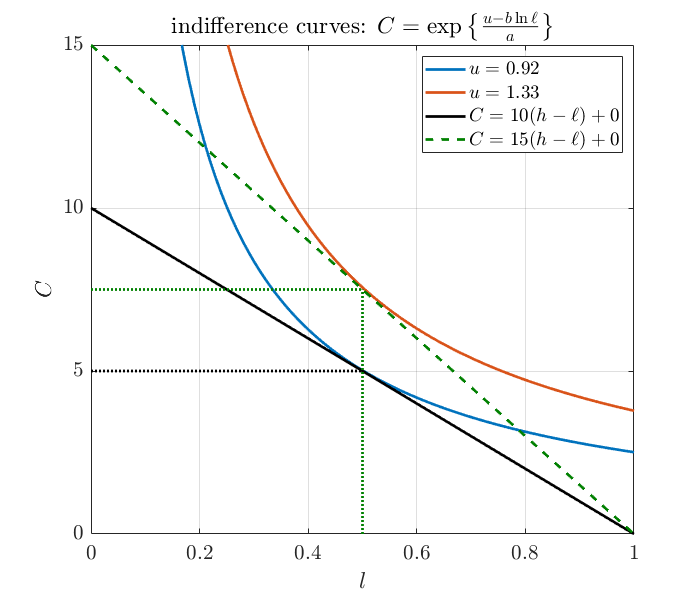 indifference curves: C = exp { (u−b ln ℓ)/a }
u = 0.92
u = 1.33
C = 10(h − ℓ) + 0
C = 15(h − ℓ) + 0
15
10
5
0
C
0 0.2 0.4 0.6 0.8 1
l